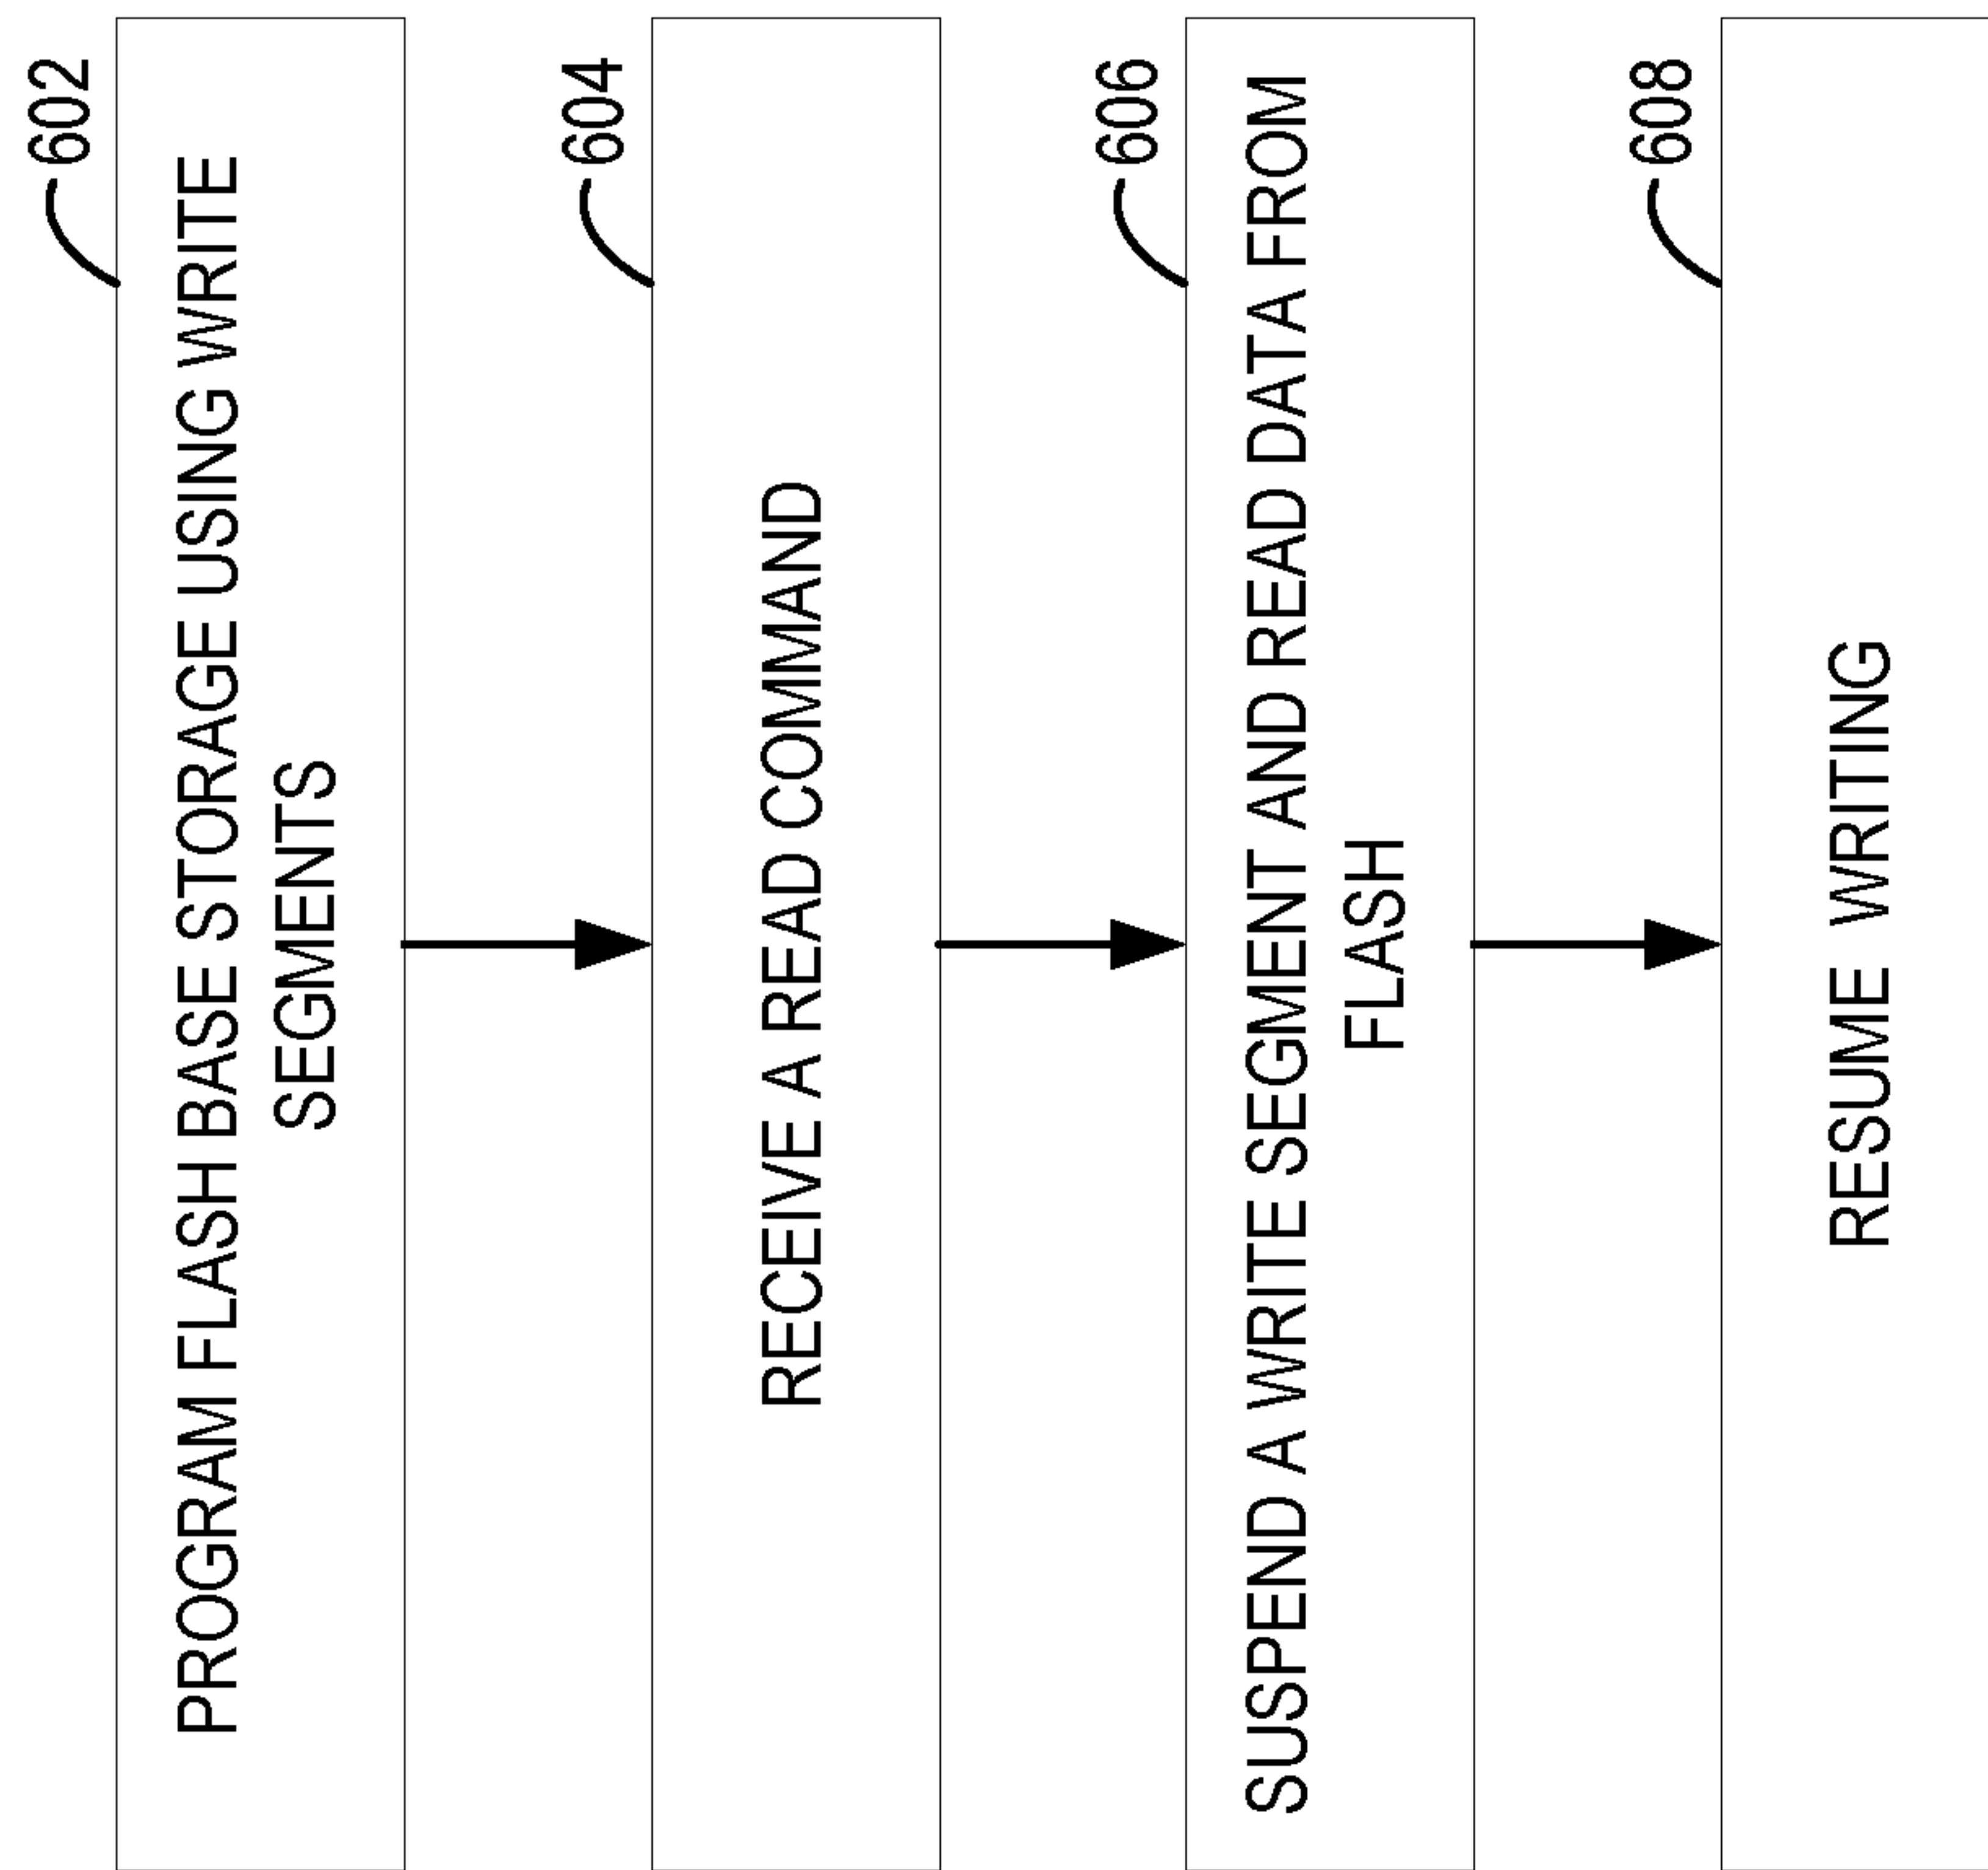 602
PROGRAM FLASH BASE STORAGE USING WRITE
SEGMENTS
604
RECEIVE A READ COMMAND
606
SUSPEND A WRITE SEGMENT AND READ DATA FROM
FLASH
608
RESUME WRITING